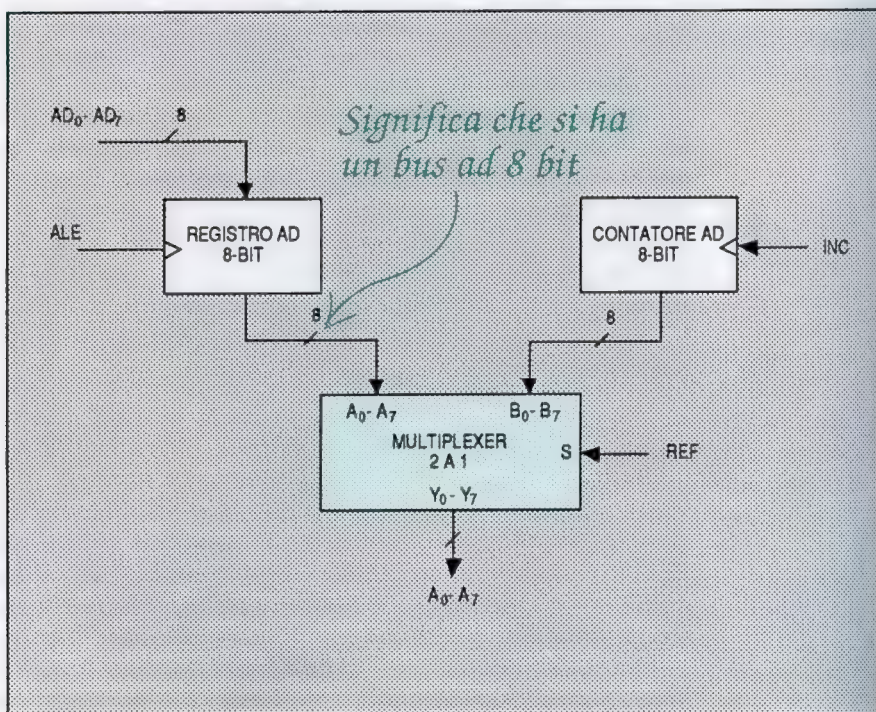 AD₀- AD₇
8
Significa che si ha
un bus ad 8 bit
ALE
REGISTRO AD
8-BIT
CONTATORE AD
8-BIT
INC
8
8
A₀- A₇
B₀- B₇
MULTIPLEXER
2 A 1
S
REF
Y₀ - Y₇
A₀- A₇